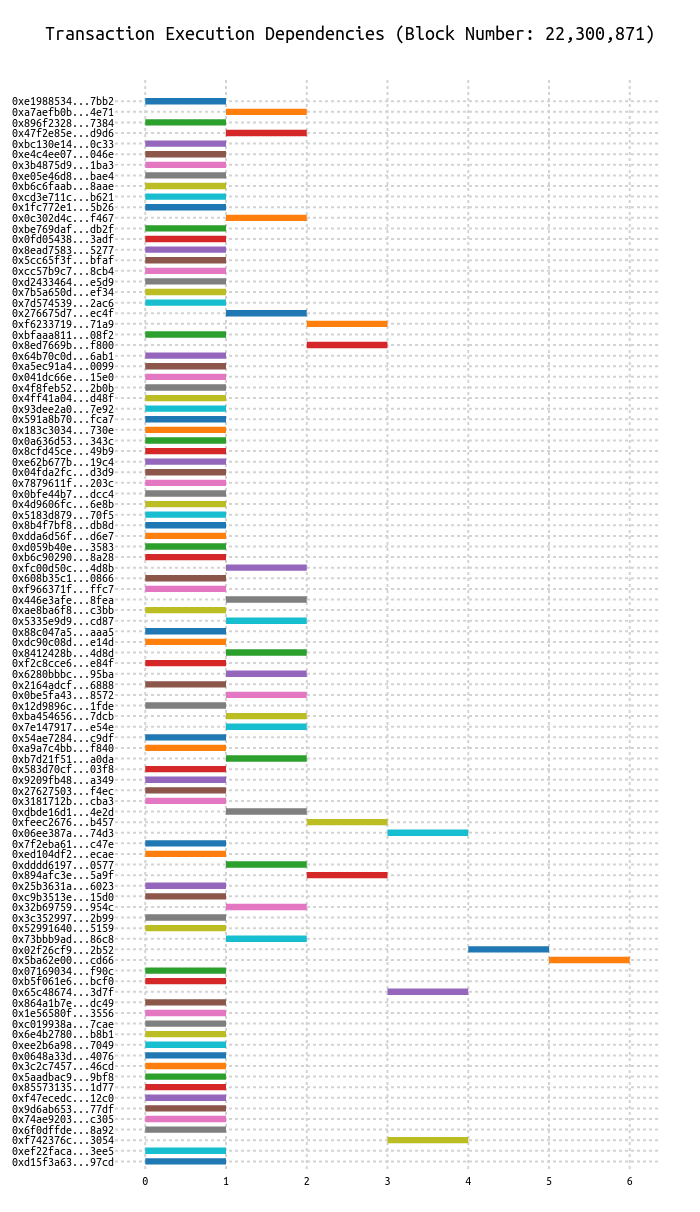 Transaction Execution Dependencies (Block Number: 22,300,871)
0xe1988534...7bb2
0xa7aefb0b...4e71
0x896f2328...7384
0x47f2e85e...d9d6
0xbc130e14...0c33
0xe4c4ee07...046e
0x3b4875d9...1ba3
0xe05e46d8...bae4
0xb6c6faab...8aae
0xcd3e711c...b621
0x1fc772e1...5b26
0x0c302d4c...f467
0xbe769daf...db2f
0x0fd05438...3adf
0x8ead7583...5277
0x5cc65f3f...bfaf
0xcc57b9c7...8cb4
0xd2433464...e5d9
0x7b5a650d...ef34
0x7d574539...2ac6
0x276675d7...ec4f
0xf6233719...71a9
0xbfaaa811...08f2
0x8ed7669b...f800
0x64b70c0d...6ab1
0xa5ec91a4...0099
0x041dc66e...15e0
0x4f8feb52...2b0b
0x4ff41a04...d48f
0x93dee2a0...7e92
0x591a8b70...fca7
0x183c3034...730e
0x0a636d53...343c
0x8cfd45ce...49b9
0xe62b677b...19c4
0x04fda2fc...d3d9
0x7879611f...203c
0x0bfe44b7...dcc4
0x4d9606fc...6e8b
0x5183d879...70f5
0x8b4f7bf8...db8d
0xdda6d56f...d6e7
0xd059b40e...3583
0xb6c90290...8a28
0xfc00d50c...4d8b
0x608b35c1...0866
0xf966371f...ffc7
0x446e3afe...8fea
0xae8ba6f8...c3bb
0x5335e9d9...cd87
0x88c047a5...aaa5
0xdc90c08d...e14d
0x8412428b...4d8d
0xf2c8cce6...e84f
0x6280bbbc...95ba
0x2164adcf...6888
0x0be5fa43...8572
0x12d9896c...1fde
0xba454656...7dcb
0x7e147917...e54e
0x54ae7284...c9df
0xa9a7c4bb...f840
0xb7d21f51...a0da
0x583d70cf...03f8
0x9209fb48...a349
0x27627503...f4ec
0x3181712b...cba3
0xdbde16d1...4e2d
0xfeec2676...b457
0x06ee387a...74d3
0x7f2eba61...c47e
0xed104df2...ecae
0xdddd6197...0577
0x894afc3e...5a9f
0x25b3631a...6023
0xc9b3513e...15d0
0x32b69759...954c
0x3c352997...2b99
0x52991640...5159
0x73bbb9ad...86c8
0x02f26cf9...2b52
0x5ba62e00...cd66
0x07169034...f90c
0xb5f061e6...bcf0
0x65c48674...3d7f
0x864a1b7e...dc49
0x1e56580f...3556
0xc019938a...7cae
0x6e4b2780...b8b1
0xee2b6a98...7049
0x0648a33d...4076
0x3c2c7457...46cd
0x5aadbac9...9bf8
0x85573135...1d77
0xf47ecedc...12c0
0x9d6ab653...77df
0x74ae9203...c305
0x6f0dffde...8a92
0xf742376c...3054
0xef22faca...3ee5
0xd15f3a63...97cd
0 1 2 3 4 5 6